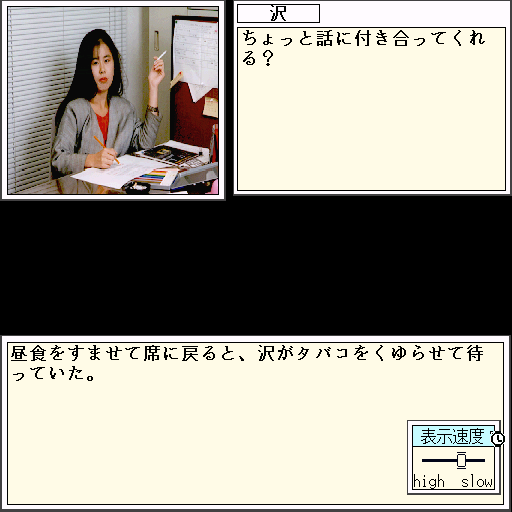 沢
ちょっと話に付き合ってくれ
る?
昼食をすませて席に戻ると、沢がタバコをくゆらせて待
っていた。
表示速度
high slow